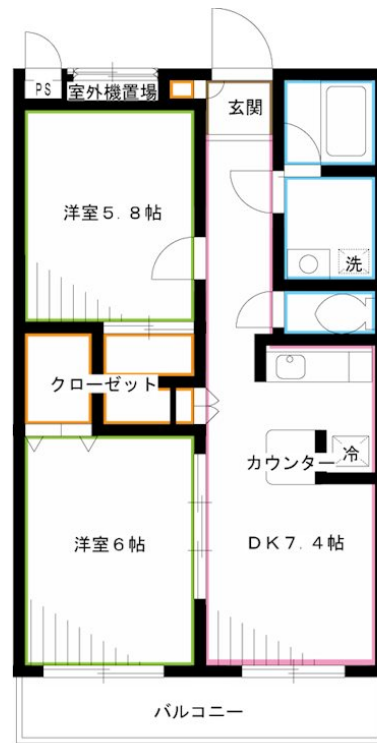 PS
室外機置場
玄関
洋室5.8帖
洗
クローゼット
カウンター
冷
洋室6帖
DK7.4帖
バルコニー